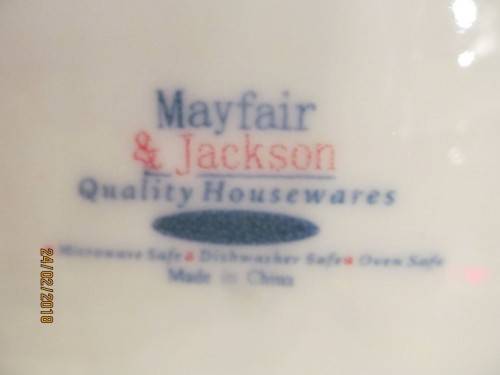 Mayfair
& Jackson
Quality Housewares
Microwave Safe & Dishwasher Safe & Oven Safe
Made in China
24/02/2018